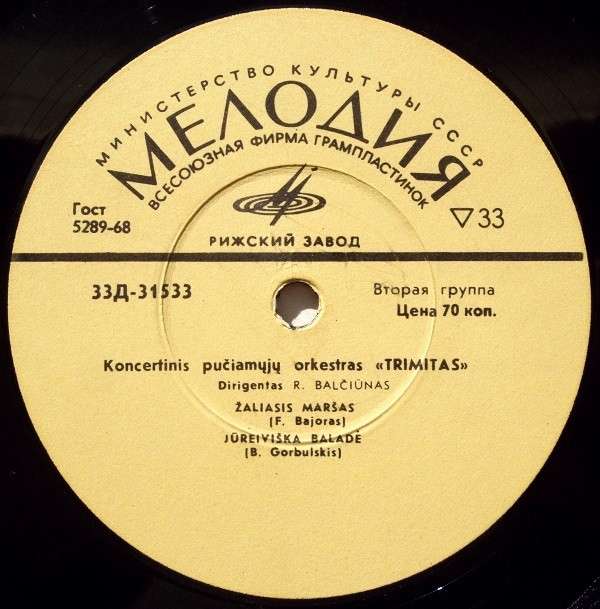 МИНИСТЕРСТВО КУЛЬТУРЫ СССР
МЕЛОДИЯ
ВСЕСОЮЗНАЯ ФИРМА ГРАМПЛАСТИНОК
Гост
5289-68
▽33
РИЖСКИЙ ЗАВОД
33Д-31533
Вторая группа
Цена 70 коп.
Koncertinis pučiamųjų orkestras «TRIMITAS»
Dirigentas R. BALČIŪNAS
ŽALIASIS MARŠAS
(F. Bajoras)
JŪREIVIŠKA BALADĖ
(B. Gorbulskis)